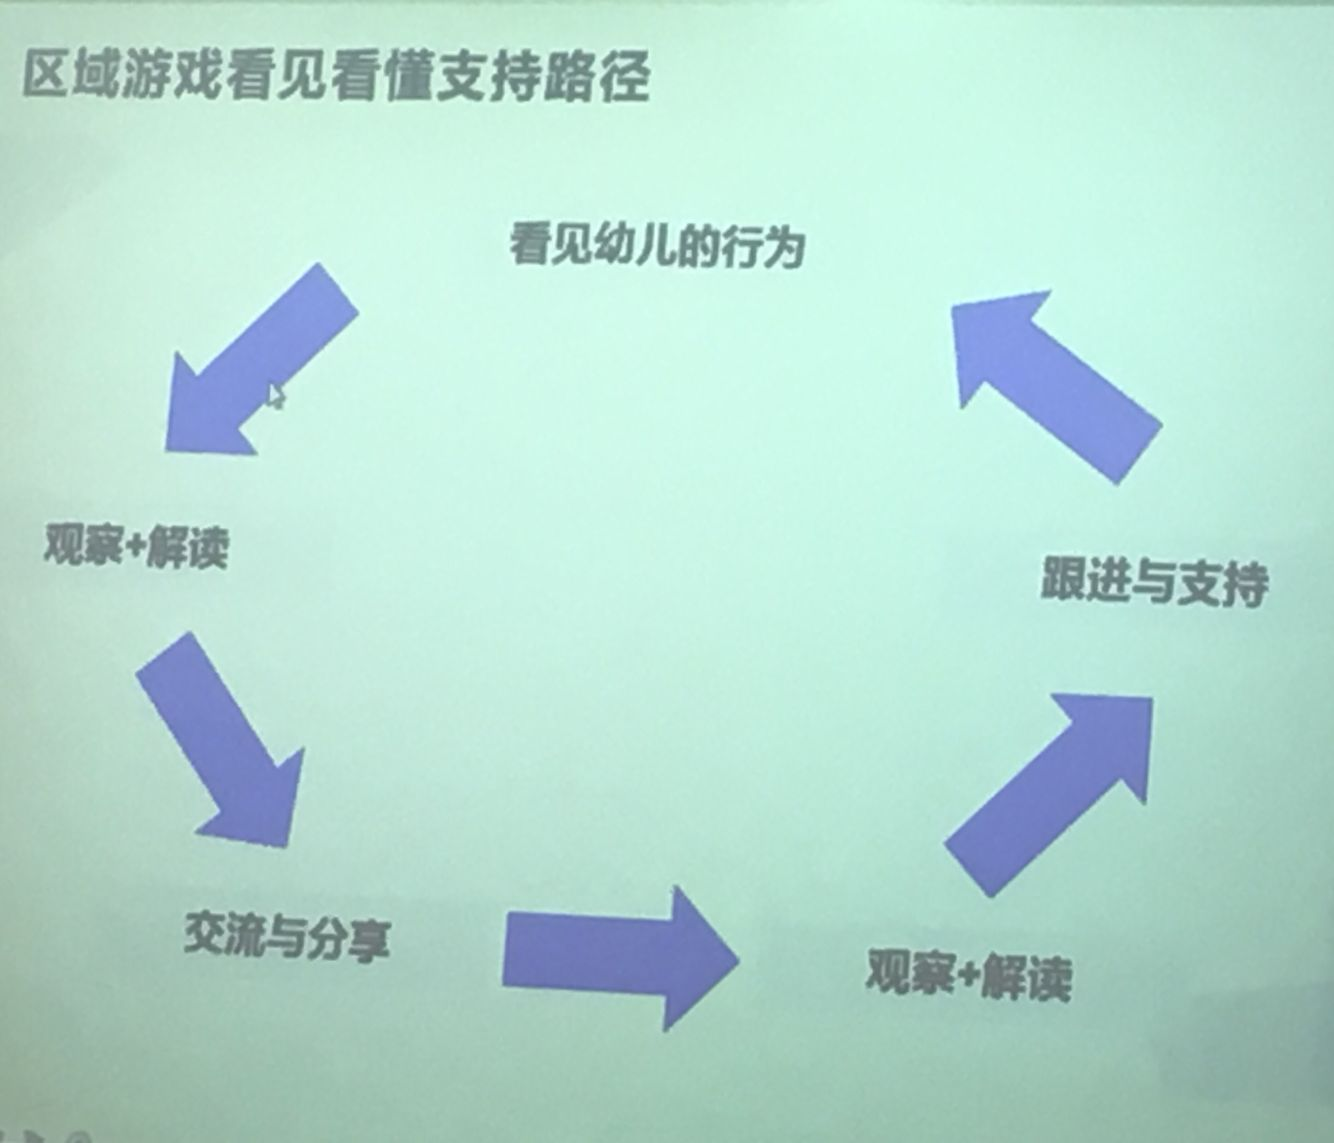 区域游戏看见看懂支持路径
看见幼儿的行为
观察+解读
跟进与支持
交流与分享
观察+解读